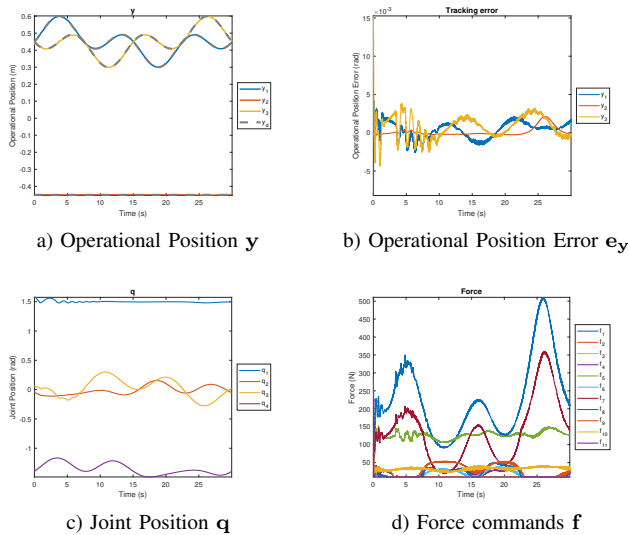 y
Operational Position (m)
0.6
0.5
0.4
0.3
0.2
0.1
0
0.1
0.2
0.3
0.4
0 5 10 15 20 25
Time (s)
y1
y2
y3
yd
a) Operational Position y
Tracking error
×10^-3
Operational Position Error (rad)
15
10
5
0
-5
0 5 10 15 20 25
Time (s)
y1
y2
y3
b) Operational Position Error e_y
q
Joint Position (rad)
1.5
1
0.5
0
-0.5
-1
0 5 10 15 20 25
Time (s)
q1
q2
q3
q4
c) Joint Position q
Force
Force (N)
500
450
400
350
300
250
200
150
100
50
0 5 10 15 20 25
Time (s)
f1
f2
f3
f4
f5
f6
f7
f8
f9
f10
f11
d) Force commands f